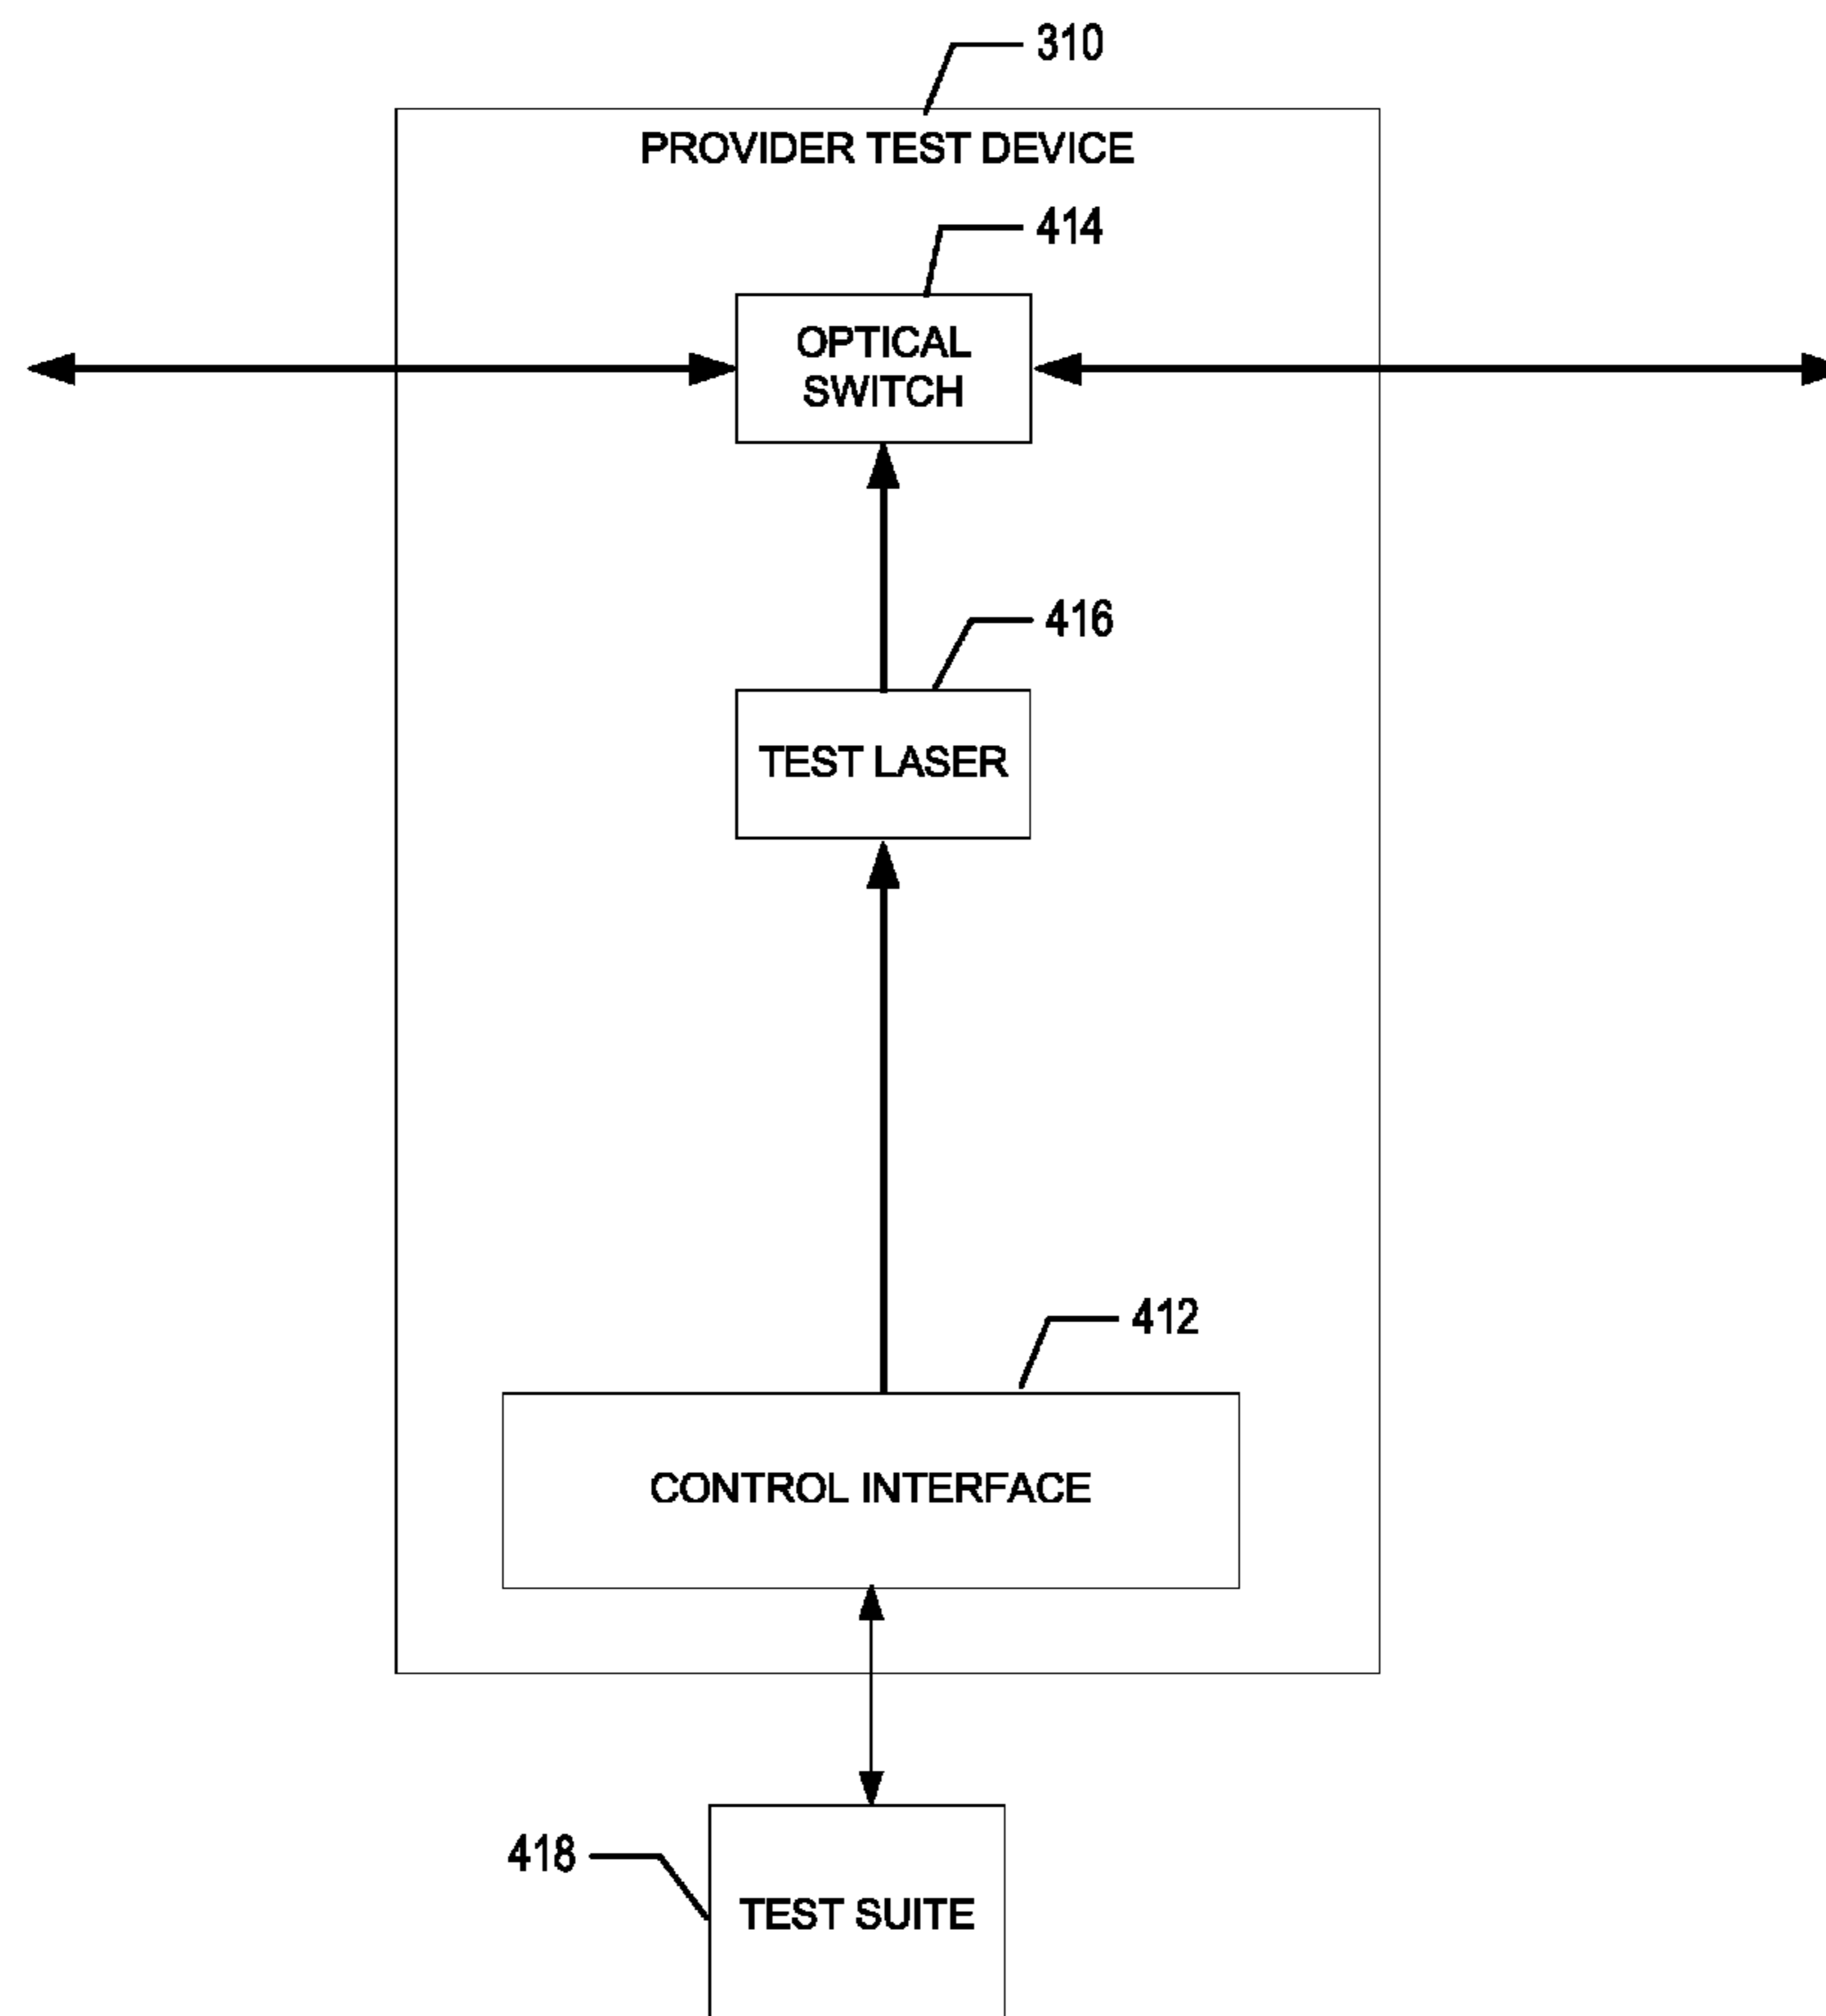 310
PROVIDER TEST DEVICE
414
OPTICAL
SWITCH
416
TEST LASER
412
CONTROL INTERFACE
418
TEST SUITE